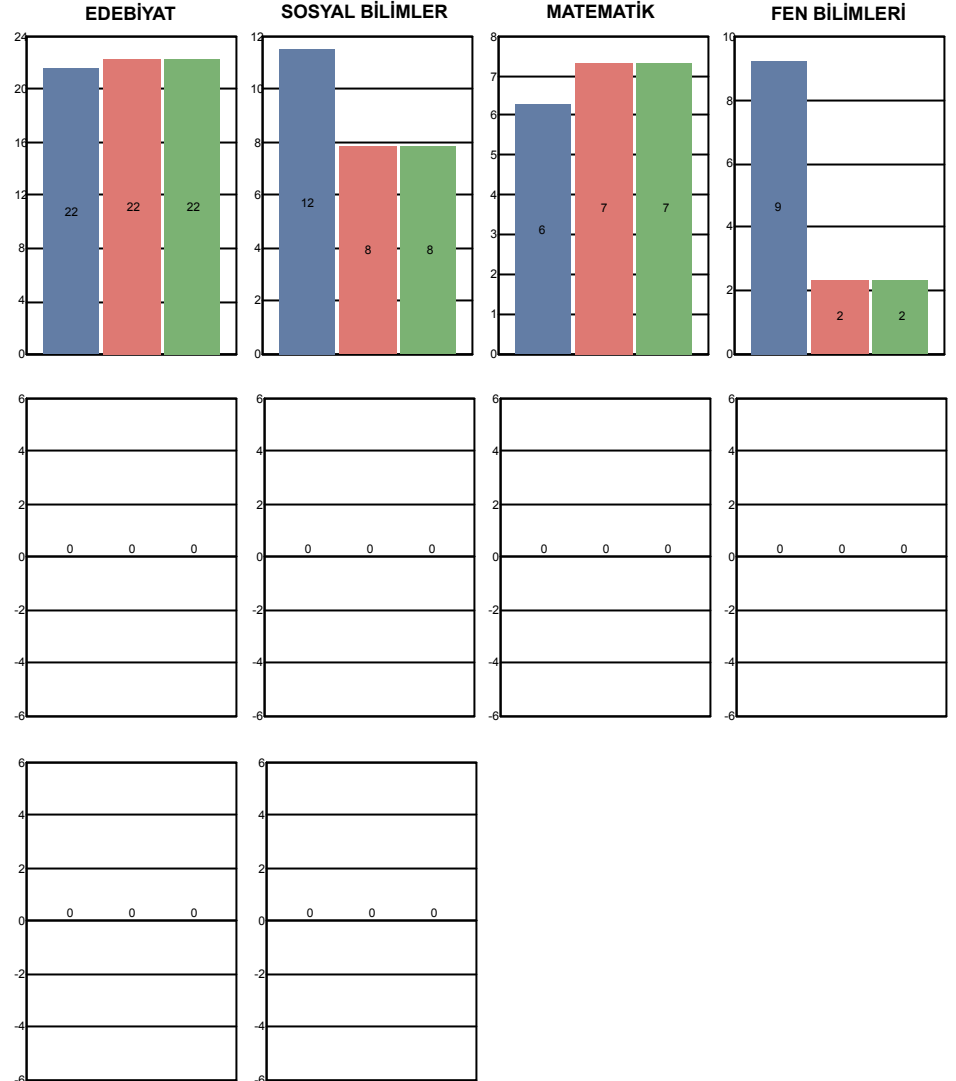 EDEBİYAT SOSYAL BİLİMLER MATEMATİK FEN BİLİMLERİ
24 12 8 10
7
20 10 8
6
16 8 5 6
12 6 4
22 22 22 12 8 8 6 7 7 9 2 2
8 4 3 4
2
4 2 1 2
0 0 0 0
6 6 6 6
4 4 4 4
2 2 2 2
0 0 0 0 0 0 0 0 0 0 0 0
0 0 0 0
-2 -2 -2 -2
-4 -4 -4 -4
-6 -6 -6 -6
6 6
4 4
2 2
0 0 0 0 0 0
0 0
-2 -2
-4 -4
-6 -6